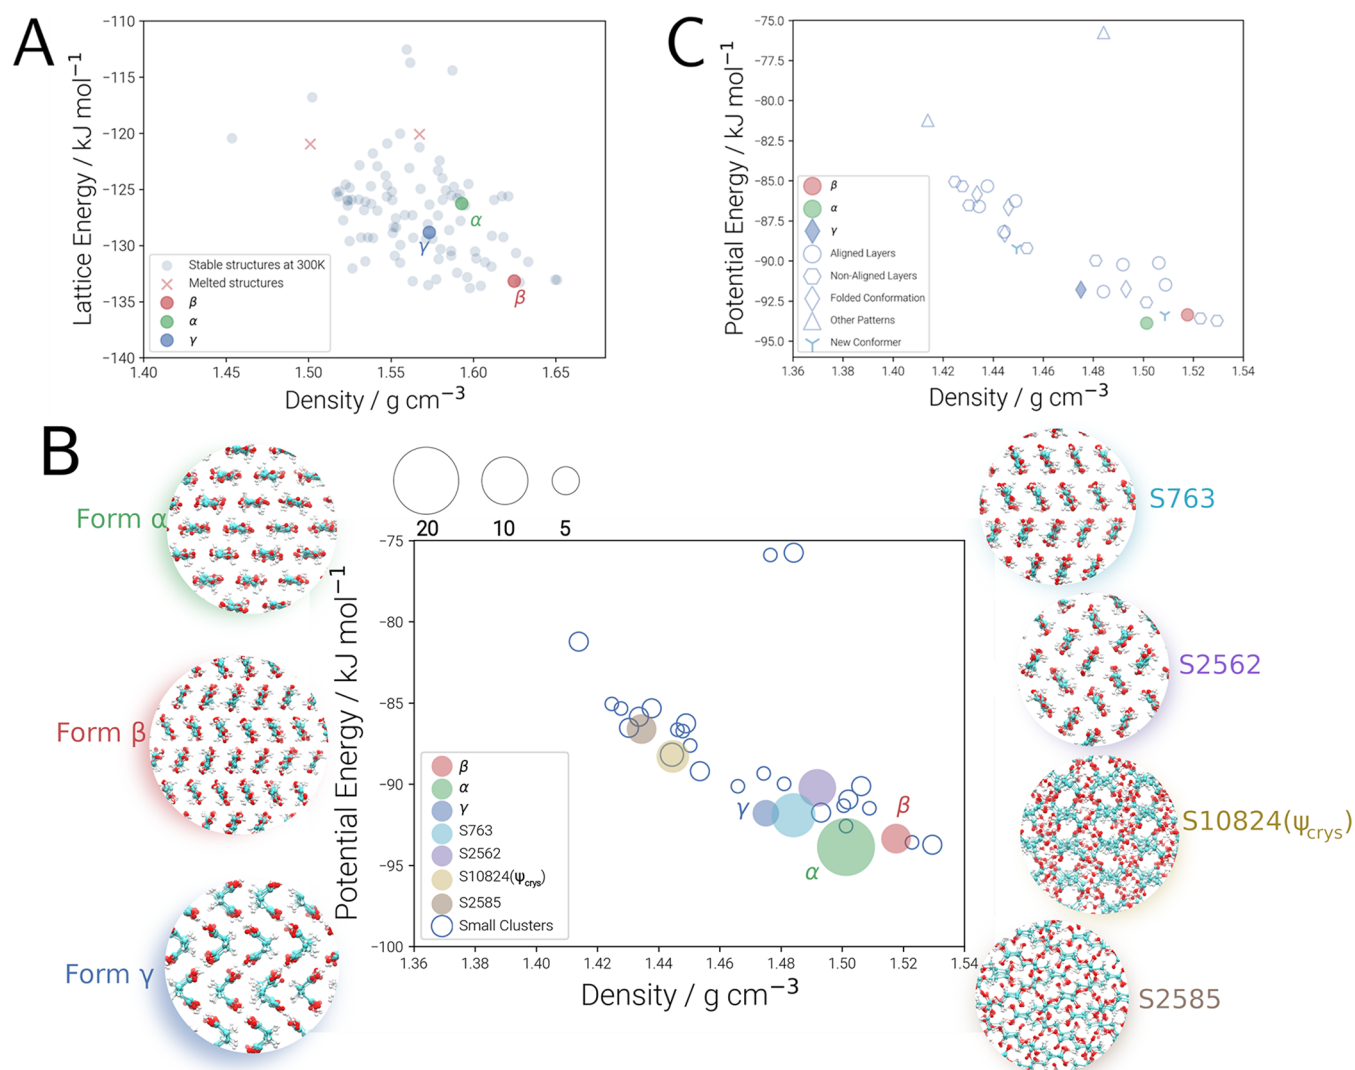 A
−110
−115
−120
−125
−130
−135
−140
Lattice Energy / kJ mol−1
α
γ
β
Stable structures at 300K
Melted structures
β
α
γ
1.40 1.45 1.50 1.55 1.60 1.65
Density / g cm−3
C
−75.0
−77.5
−80.0
−82.5
−85.0
−87.5
−90.0
−92.5
−95.0
Potential Energy / kJ mol−1
β
α
γ
Aligned Layers
Non-Aligned Layers
Folded Conformation
Other Patterns
New Conformer
1.36 1.38 1.40 1.42 1.44 1.46 1.48 1.50 1.52 1.54
Density / g cm−3
B
Form α
Form β
Form γ
20 10 5
−75
−80
−85
−90
−95
−100
Potential Energy / kJ mol−1
γ
β
α
β
α
γ
S763
S2562
S10824(ψcrys)
S2585
Small Clusters
1.36 1.38 1.40 1.42 1.44 1.46 1.48 1.50 1.52 1.54
Density / g cm−3
S763
S2562
S10824(ψcrys)
S2585